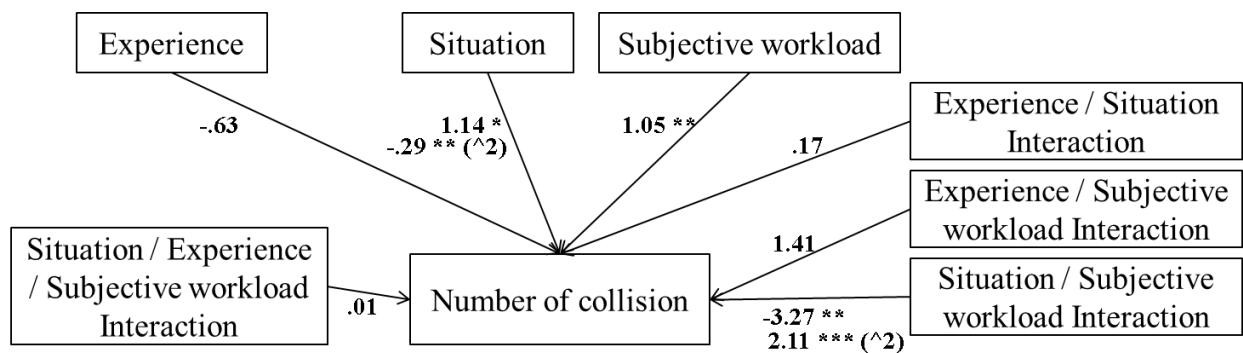 Experience
Situation
Subjective workload
-.63
1.14 *
-.29 ** (^2)
1.05 **
.17
Experience / Situation
Interaction
Experience / Subjective
workload Interaction
1.41
Situation / Experience
/ Subjective workload
Interaction
.01
Number of collision
Situation / Subjective
workload Interaction
-3.27 **
2.11 *** (^2)